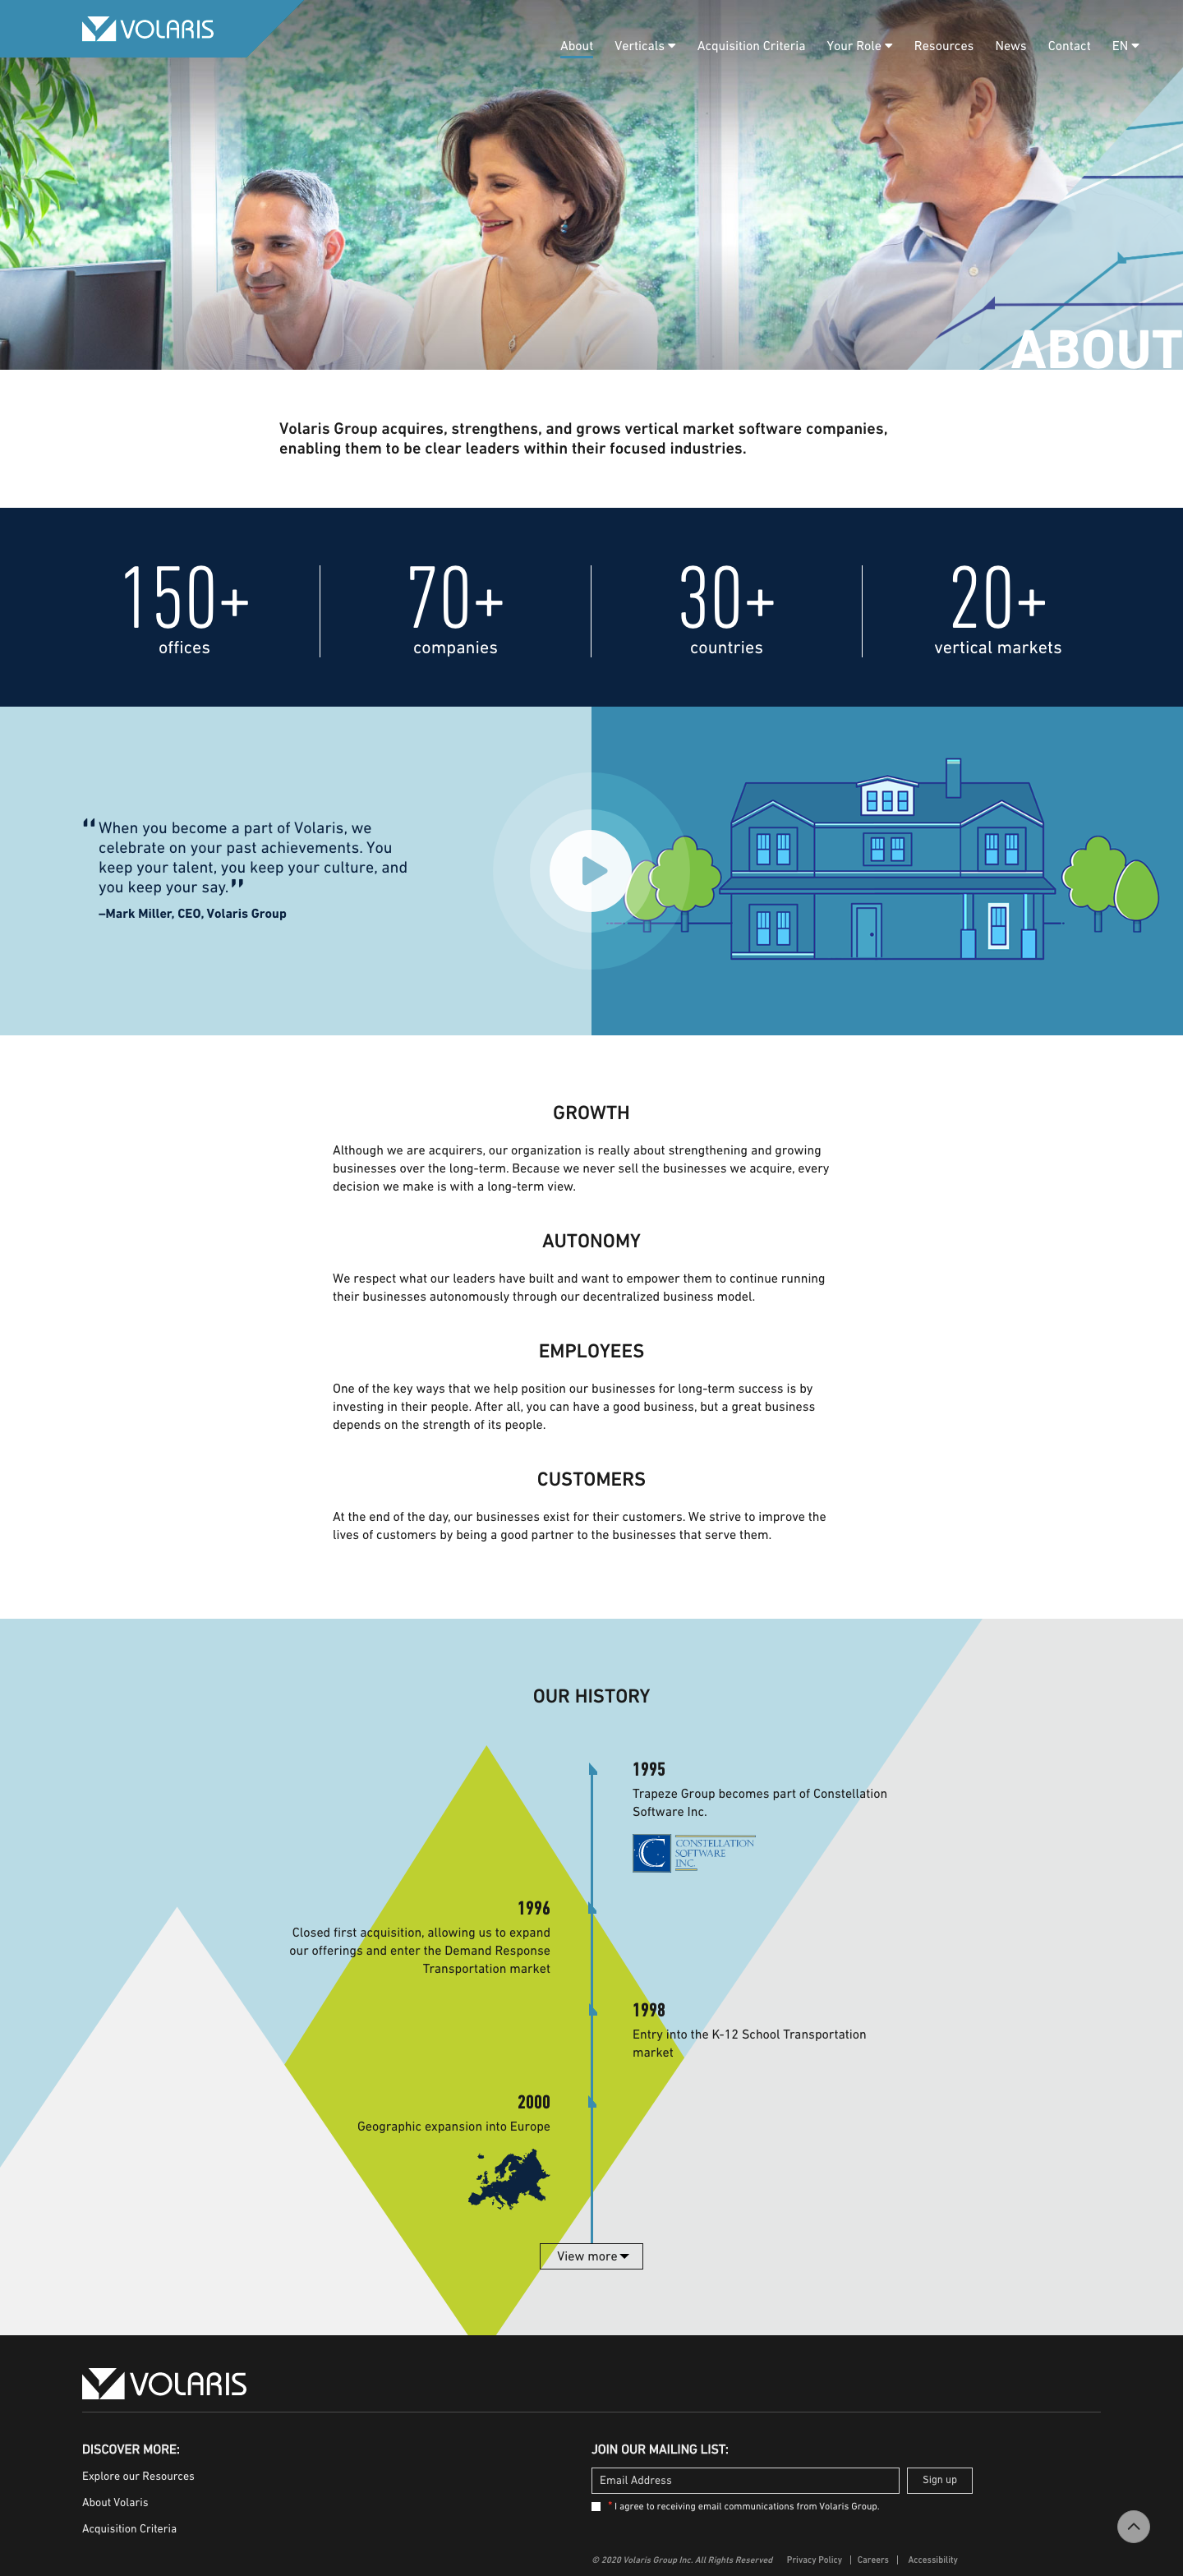 VOLARIS
About Verticals Acquisition Criteria Your Role Resources News Contact EN
ABOUT
Volaris Group acquires, strengthens, and grows vertical market software companies,
enabling them to be clear leaders within their focused industries.
150+ 70+ 30+ 20+
offices companies countries vertical markets
“When you become a part of Volaris, we
celebrate on your past achievements. You
keep your talent, you keep your culture, and
you keep your say.”
–Mark Miller, CEO, Volaris Group
GROWTH
Although we are acquirers, our organization is really about strengthening and growing
businesses over the long-term. Because we never sell the businesses we acquire, every
decision we make is with a long-term view.
AUTONOMY
We respect what our leaders have built and want to empower them to continue running
their businesses autonomously through our decentralized business model.
EMPLOYEES
One of the key ways that we help position our businesses for long-term success is by
investing in their people. After all, you can have a good business, but a great business
depends on the strength of its people.
CUSTOMERS
At the end of the day, our businesses exist for their customers. We strive to improve the
lives of customers by being a good partner to the businesses that serve them.
OUR HISTORY
1995
Trapeze Group becomes part of Constellation
Software Inc.
C
CONSTELLATION
SOFTWARE
INC.
1996
Closed first acquisition, allowing us to expand
our offerings and enter the Demand Response
Transportation market
1998
Entry into the K-12 School Transportation
market
2000
Geographic expansion into Europe
View more
VOLARIS
DISCOVER MORE:
Explore our Resources
About Volaris
Acquisition Criteria
JOIN OUR MAILING LIST:
Email Address Sign up
* I agree to receiving email communications from Volaris Group.
© 2020 Volaris Group Inc. All Rights Reserved Privacy Policy | Careers | Accessibility